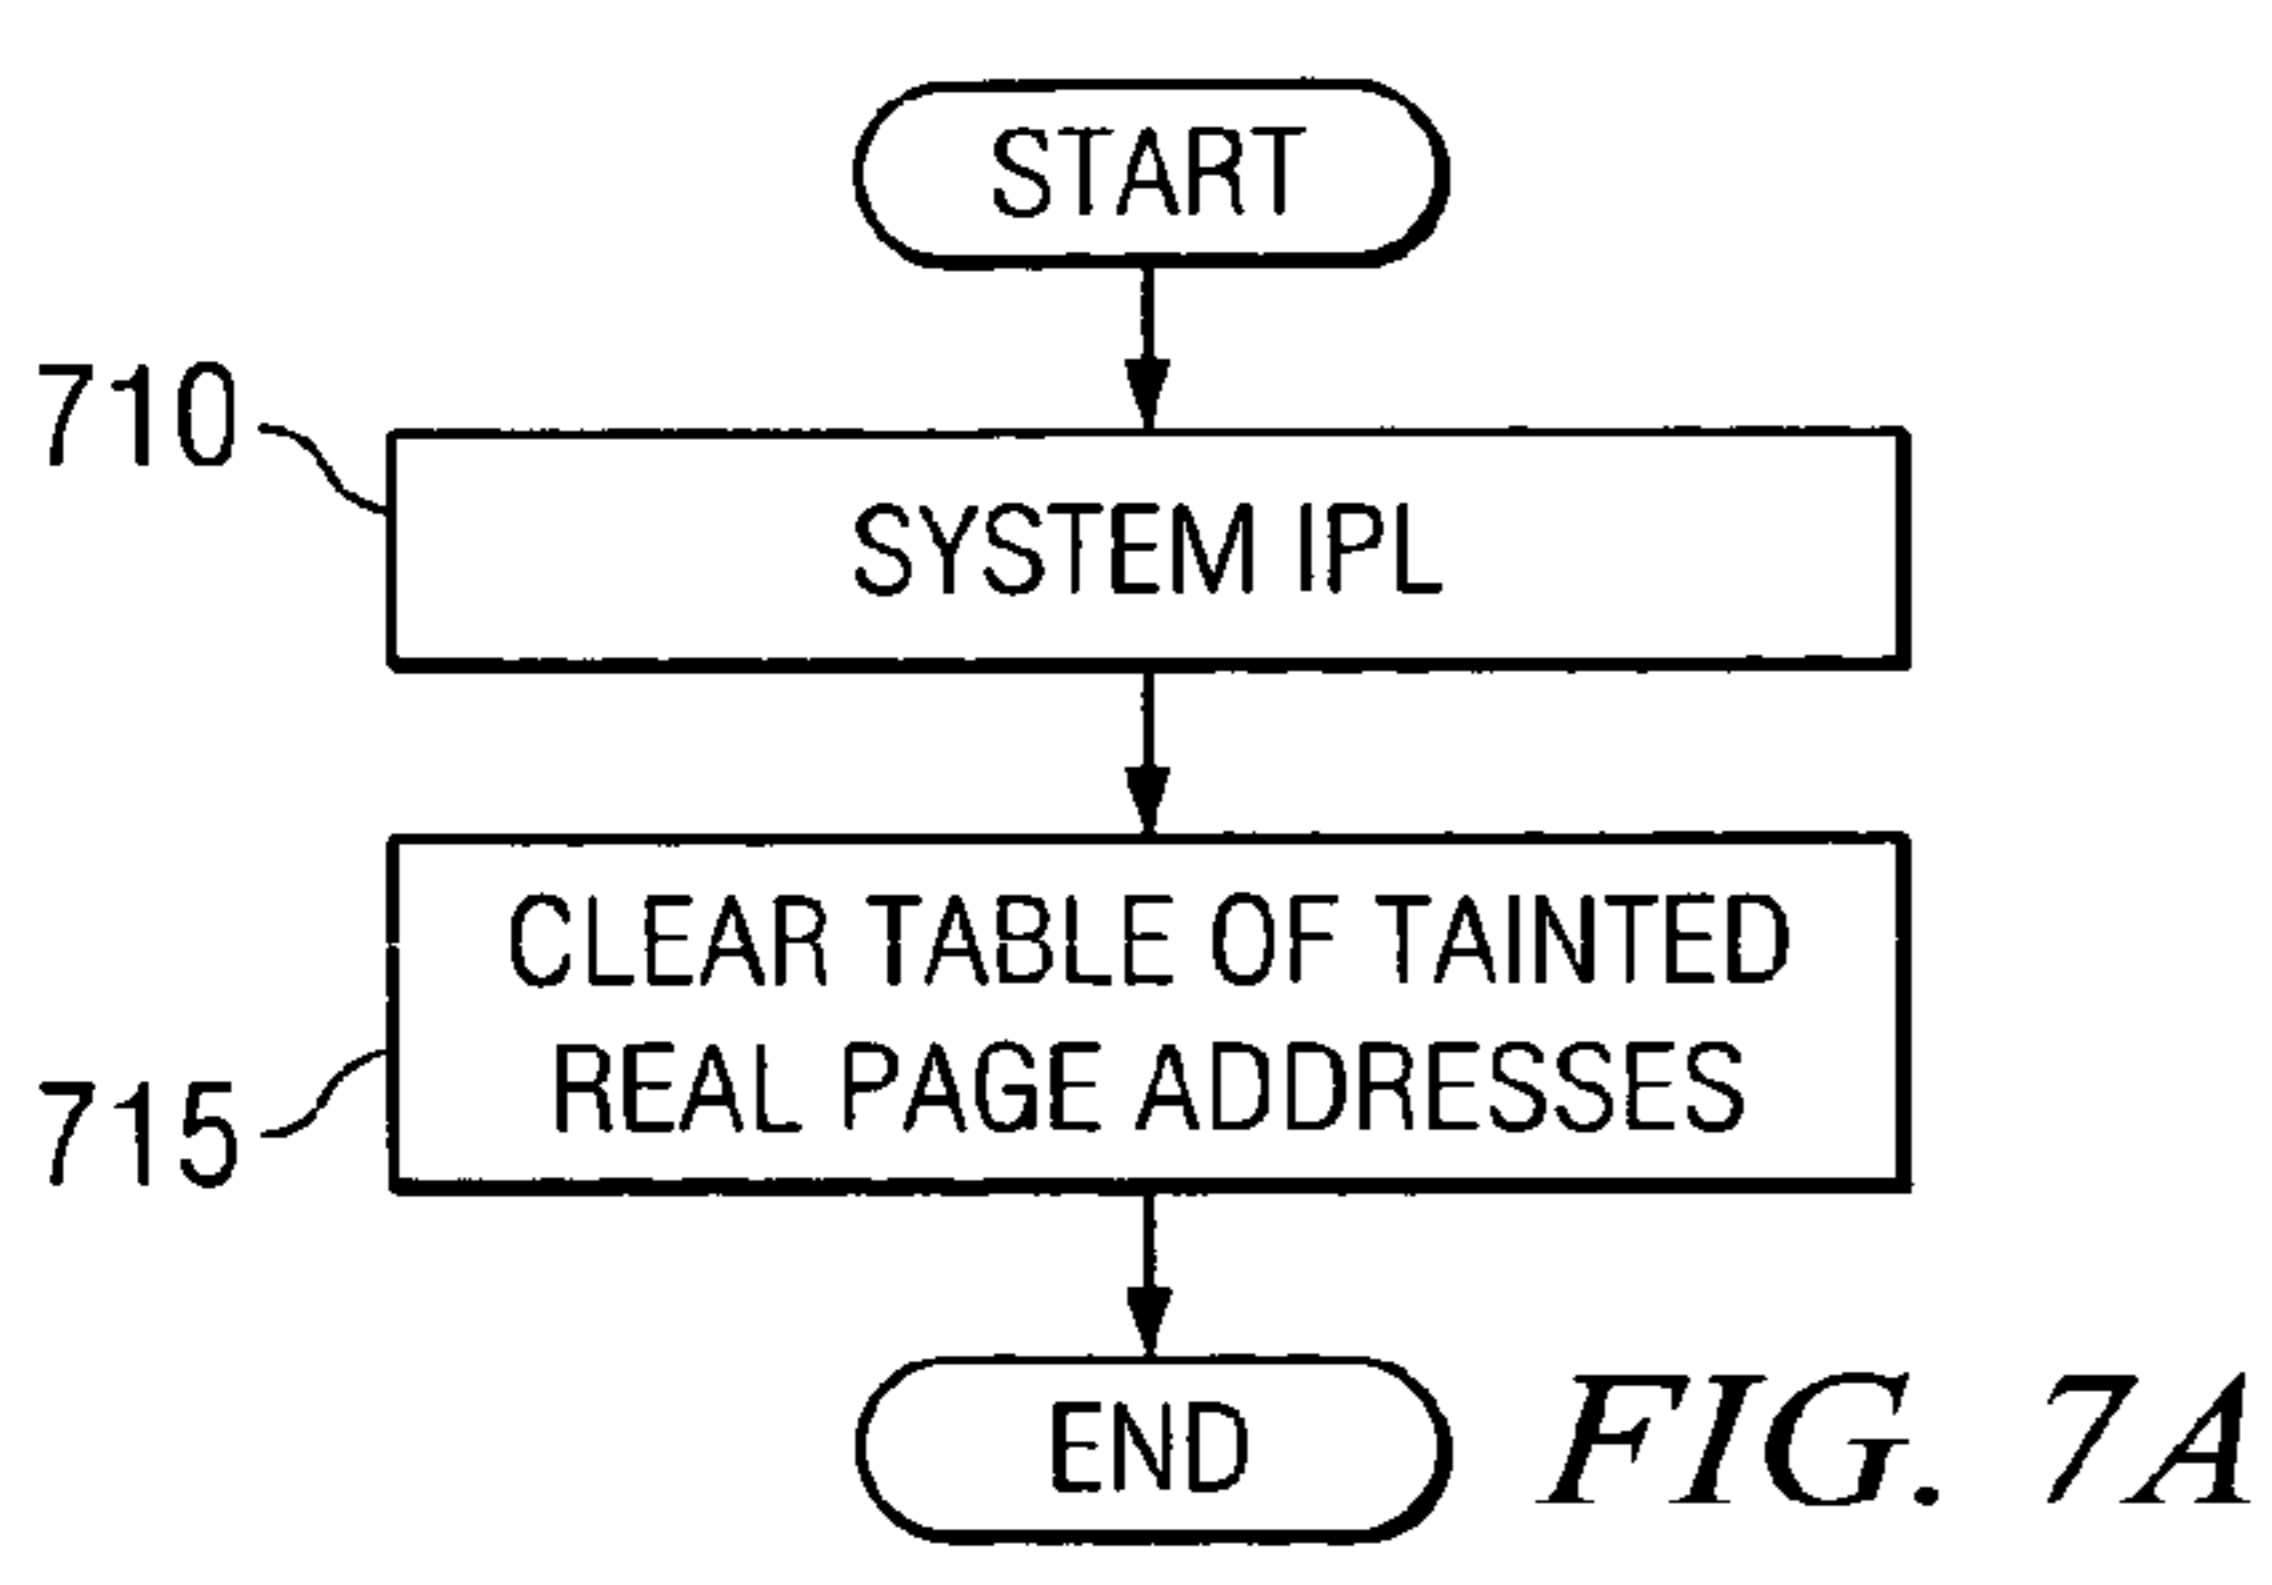 START
710
SYSTEM IPL
CLEAR TABLE OF TAINTED
REAL PAGE ADDRESSES
715
END
FIG. 7A